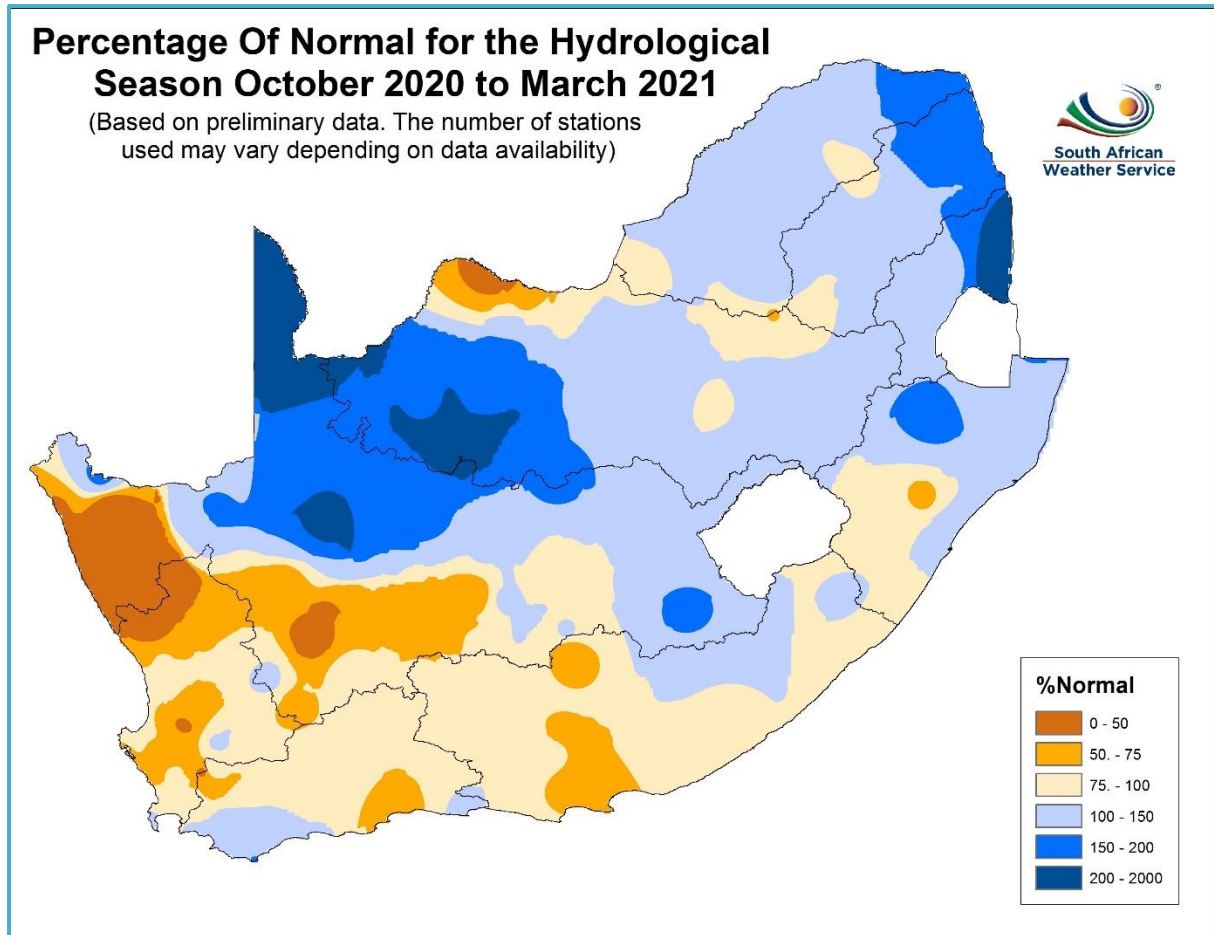 Percentage Of Normal for the Hydrological
Season October 2020 to March 2021
(Based on preliminary data. The number of stations
used may vary depending on data availability)
®
South African
Weather Service
%Normal
0 - 50
50. - 75
75. - 100
100 - 150
150 - 200
200 - 2000